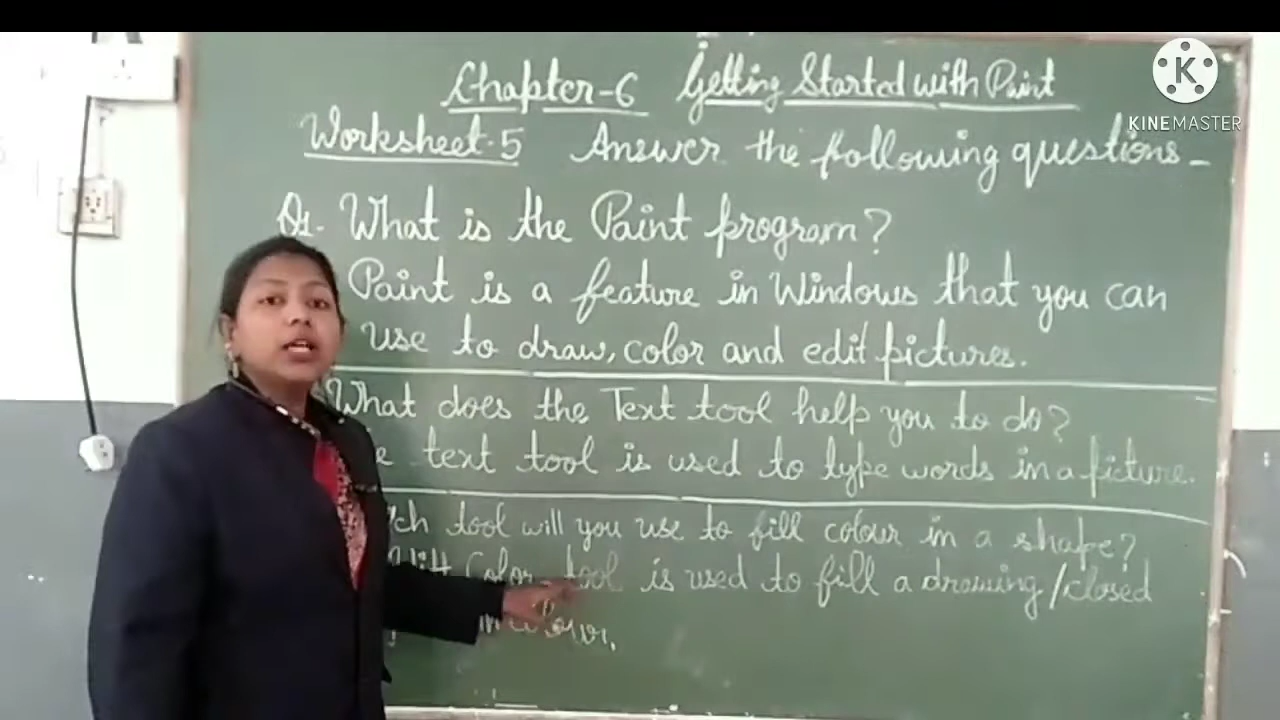 Chapter-6 Getting Started with Paint
KINEMASTER
Worksheet-5 Answer the following questions-
Q1. What is the Paint program?
Paint is a feature in Windows that you can
use to draw, color and edit pictures.
What does the Text tool help you to do?
text tool is used to type words in a picture.
tool will you use to fill colour in a shape?
Color tool is used to fill a drawing/closed